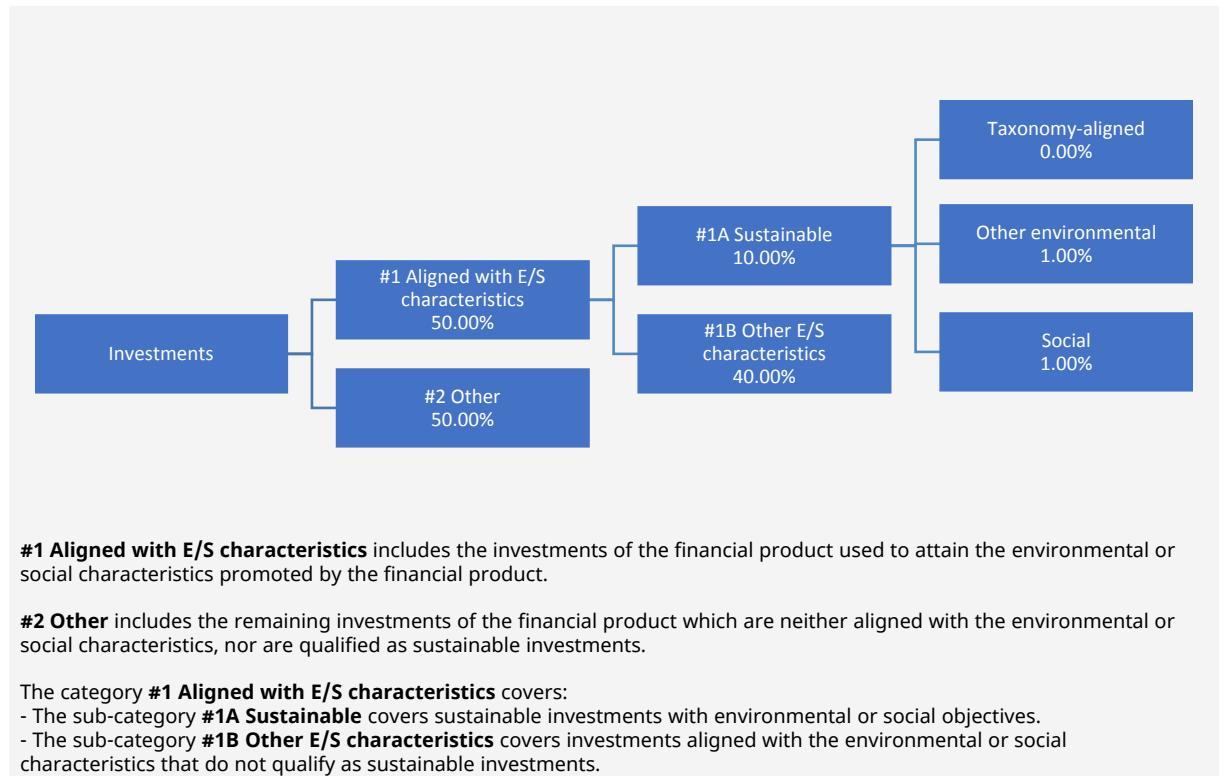 Taxonomy-aligned
0.00%
#1A Sustainable
10.00%
Other environmental
1.00%
#1 Aligned with E/S
characteristics
50.00%
Investments
#1B Other E/S
characteristics
40.00%
Social
1.00%
#2 Other
50.00%
#1 Aligned with E/S characteristics includes the investments of the financial product used to attain the environmental or
social characteristics promoted by the financial product.
#2 Other includes the remaining investments of the financial product which are neither aligned with the environmental or
social characteristics, nor are qualified as sustainable investments.
The category #1 Aligned with E/S characteristics covers:
- The sub-category #1A Sustainable covers sustainable investments with environmental or social objectives.
- The sub-category #1B Other E/S characteristics covers investments aligned with the environmental or social
characteristics that do not qualify as sustainable investments.